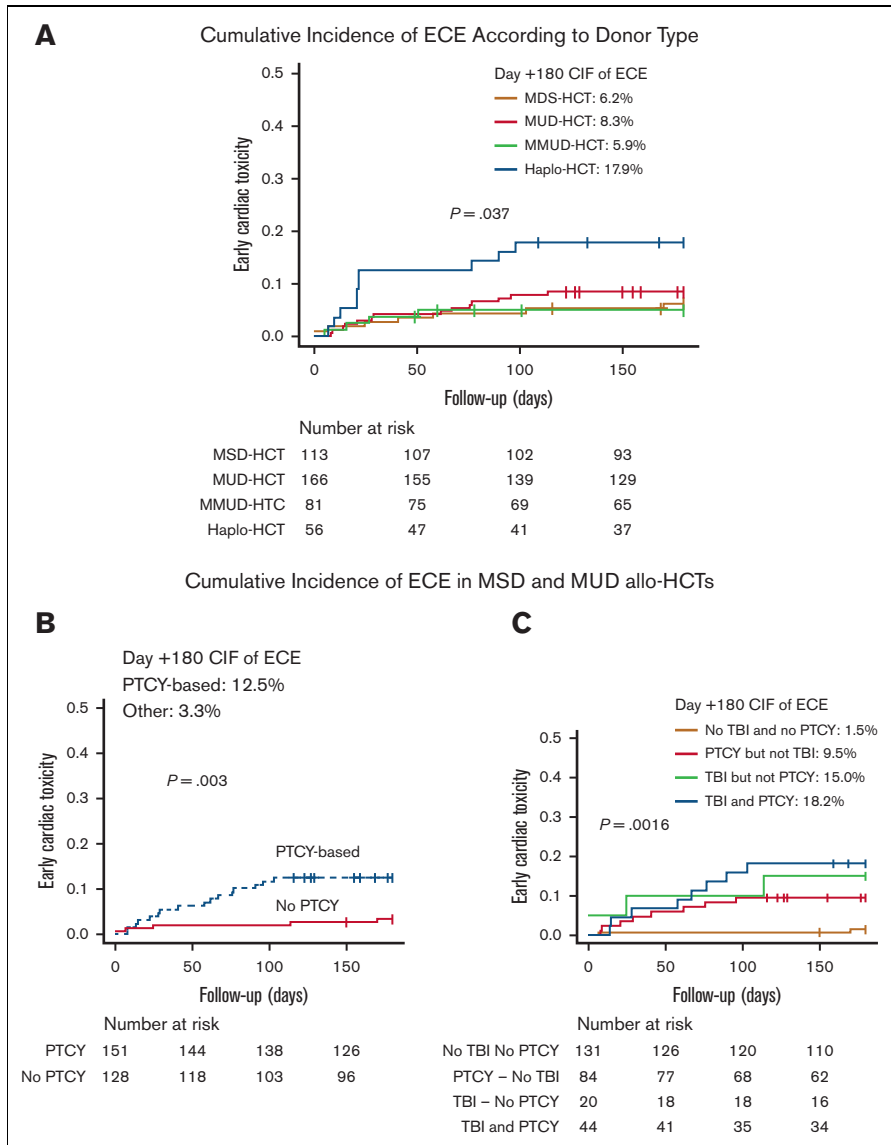 A
Cumulative Incidence of ECE According to Donor Type
Day +180 CIF of ECE
MDS-HCT: 6.2%
MUD-HCT: 8.3%
MMUD-HCT: 5.9%
Haplo-HCT: 17.9%
P = .037
Early cardiac toxicity
0.5
0.4
0.3
0.2
0.1
0.0
0 50 100 150
Follow-up (days)
Number at risk
MSD-HCT 113 107 102 93
MUD-HCT 166 155 139 129
MMUD-HTC 81 75 69 65
Haplo-HCT 56 47 41 37
Cumulative Incidence of ECE in MSD and MUD allo-HCTs
B
Day +180 CIF of ECE
PTCY-based: 12.5%
Other: 3.3%
P = .003
Early cardiac toxicity
0.5
0.4
0.3
0.2
0.1
0.0
PTCY-based
No PTCY
0 50 100 150
Follow-up (days)
Number at risk
PTCY 151 144 138 126
No PTCY 128 118 103 96
C
Day +180 CIF of ECE
No TBI and no PTCY: 1.5%
PTCY but not TBI: 9.5%
TBI but not PTCY: 15.0%
TBI and PTCY: 18.2%
P = .0016
Early cardiac toxicity
0.5
0.4
0.3
0.2
0.1
0.0
0 50 100 150
Follow-up (days)
Number at risk
No TBI No PTCY 131 126 120 110
PTCY – No TBI 84 77 68 62
TBI – No PTCY 20 18 18 16
TBI and PTCY 44 41 35 34